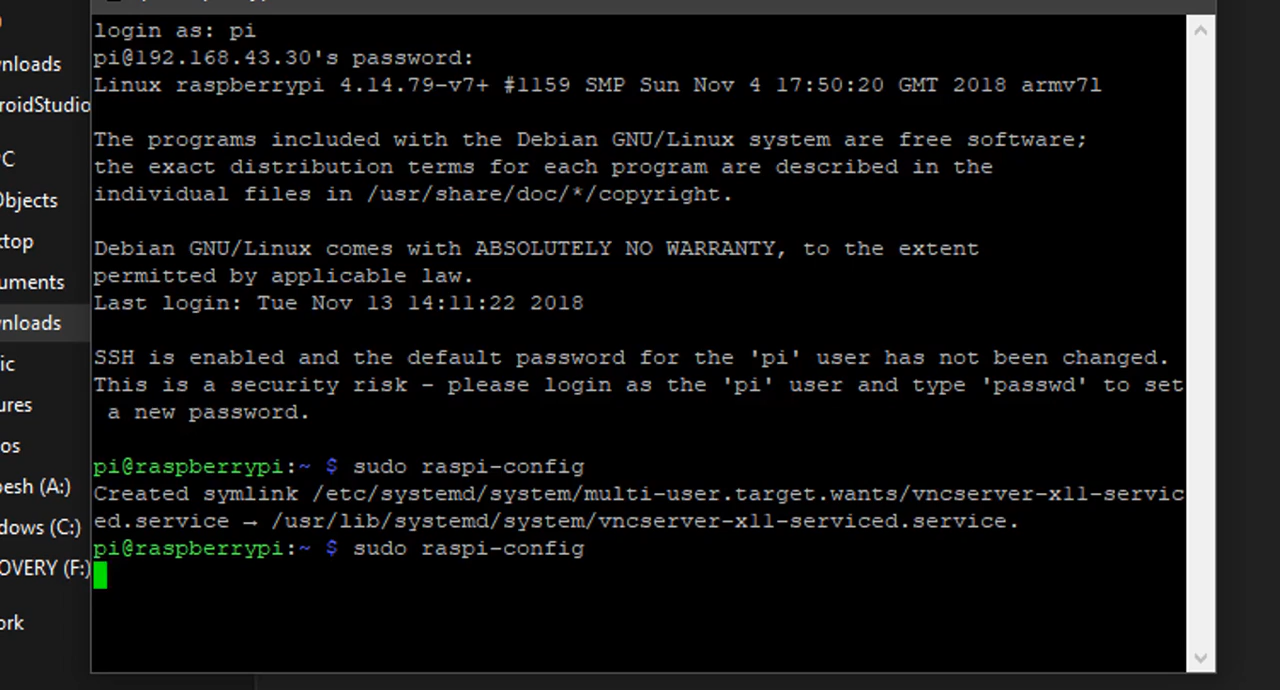 login as: pi
pi@192.168.43.30's password:
Linux raspberrypi 4.14.79-v7+ #1159 SMP Sun Nov 4 17:50:20 GMT 2018 armv7l
The programs included with the Debian GNU/Linux system are free software;
the exact distribution terms for each program are described in the
individual files in /usr/share/doc/*/copyright.
Debian GNU/Linux comes with ABSOLUTELY NO WARRANTY, to the extent
permitted by applicable law.
Last login: Tue Nov 13 14:11:22 2018
SSH is enabled and the default password for the 'pi' user has not been changed.
This is a security risk - please login as the 'pi' user and type 'passwd' to set
a new password.
pi@raspberrypi:~ $ sudo raspi-config
Created symlink /etc/systemd/system/multi-user.target.wants/vncserver-x11-servic
ed.service → /usr/lib/systemd/system/vncserver-x11-serviced.service.
pi@raspberrypi:~ $ sudo raspi-config
wnloads
roidStudio
PC
Objects
ktop
uments
wnloads
ic
ures
os
esh (A:)
dows (C:)
OVERY (F:)
ork